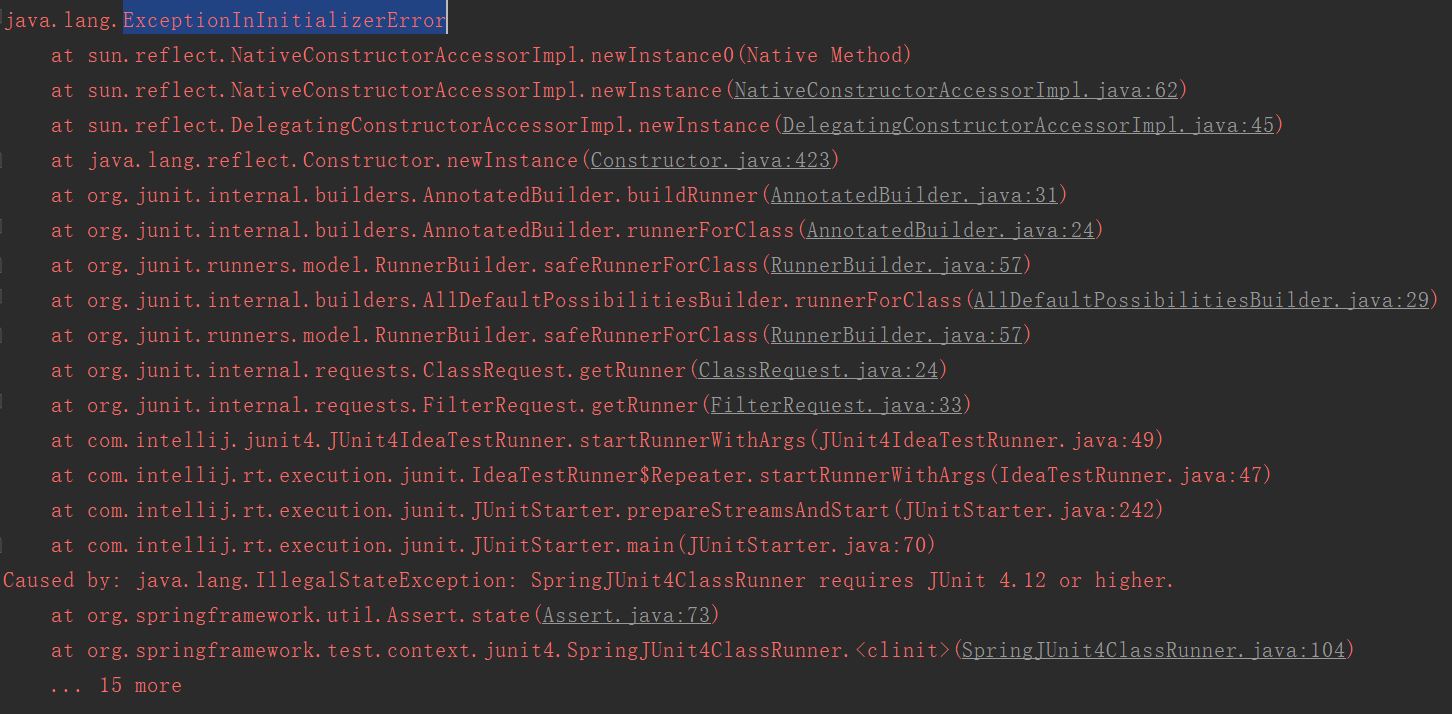 java.lang.ExceptionInInitializerError
at sun.reflect.NativeConstructorAccessorImpl.newInstance0(Native Method)
at sun.reflect.NativeConstructorAccessorImpl.newInstance(NativeConstructorAccessorImpl.java:62)
at sun.reflect.DelegatingConstructorAccessorImpl.newInstance(DelegatingConstructorAccessorImpl.java:45)
at java.lang.reflect.Constructor.newInstance(Constructor.java:423)
at org.junit.internal.builders.AnnotatedBuilder.buildRunner(AnnotatedBuilder.java:31)
at org.junit.internal.builders.AnnotatedBuilder.runnerForClass(AnnotatedBuilder.java:24)
at org.junit.runners.model.RunnerBuilder.safeRunnerForClass(RunnerBuilder.java:57)
at org.junit.internal.builders.AllDefaultPossibilitiesBuilder.runnerForClass(AllDefaultPossibilitiesBuilder.java:29)
at org.junit.runners.model.RunnerBuilder.safeRunnerForClass(RunnerBuilder.java:57)
at org.junit.internal.requests.ClassRequest.getRunner(ClassRequest.java:24)
at org.junit.internal.requests.FilterRequest.getRunner(FilterRequest.java:33)
at com.intellij.junit4.JUnit4IdeaTestRunner.startRunnerWithArgs(JUnit4IdeaTestRunner.java:49)
at com.intellij.rt.execution.junit.IdeaTestRunner$Repeater.startRunnerWithArgs(IdeaTestRunner.java:47)
at com.intellij.rt.execution.junit.JUnitStarter.prepareStreamsAndStart(JUnitStarter.java:242)
at com.intellij.rt.execution.junit.JUnitStarter.main(JUnitStarter.java:70)
Caused by: java.lang.IllegalStateException: SpringJUnit4ClassRunner requires JUnit 4.12 or higher.
at org.springframework.util.Assert.state(Assert.java:73)
at org.springframework.test.context.junit4.SpringJUnit4ClassRunner.<clinit>(SpringJUnit4ClassRunner.java:104)
... 15 more